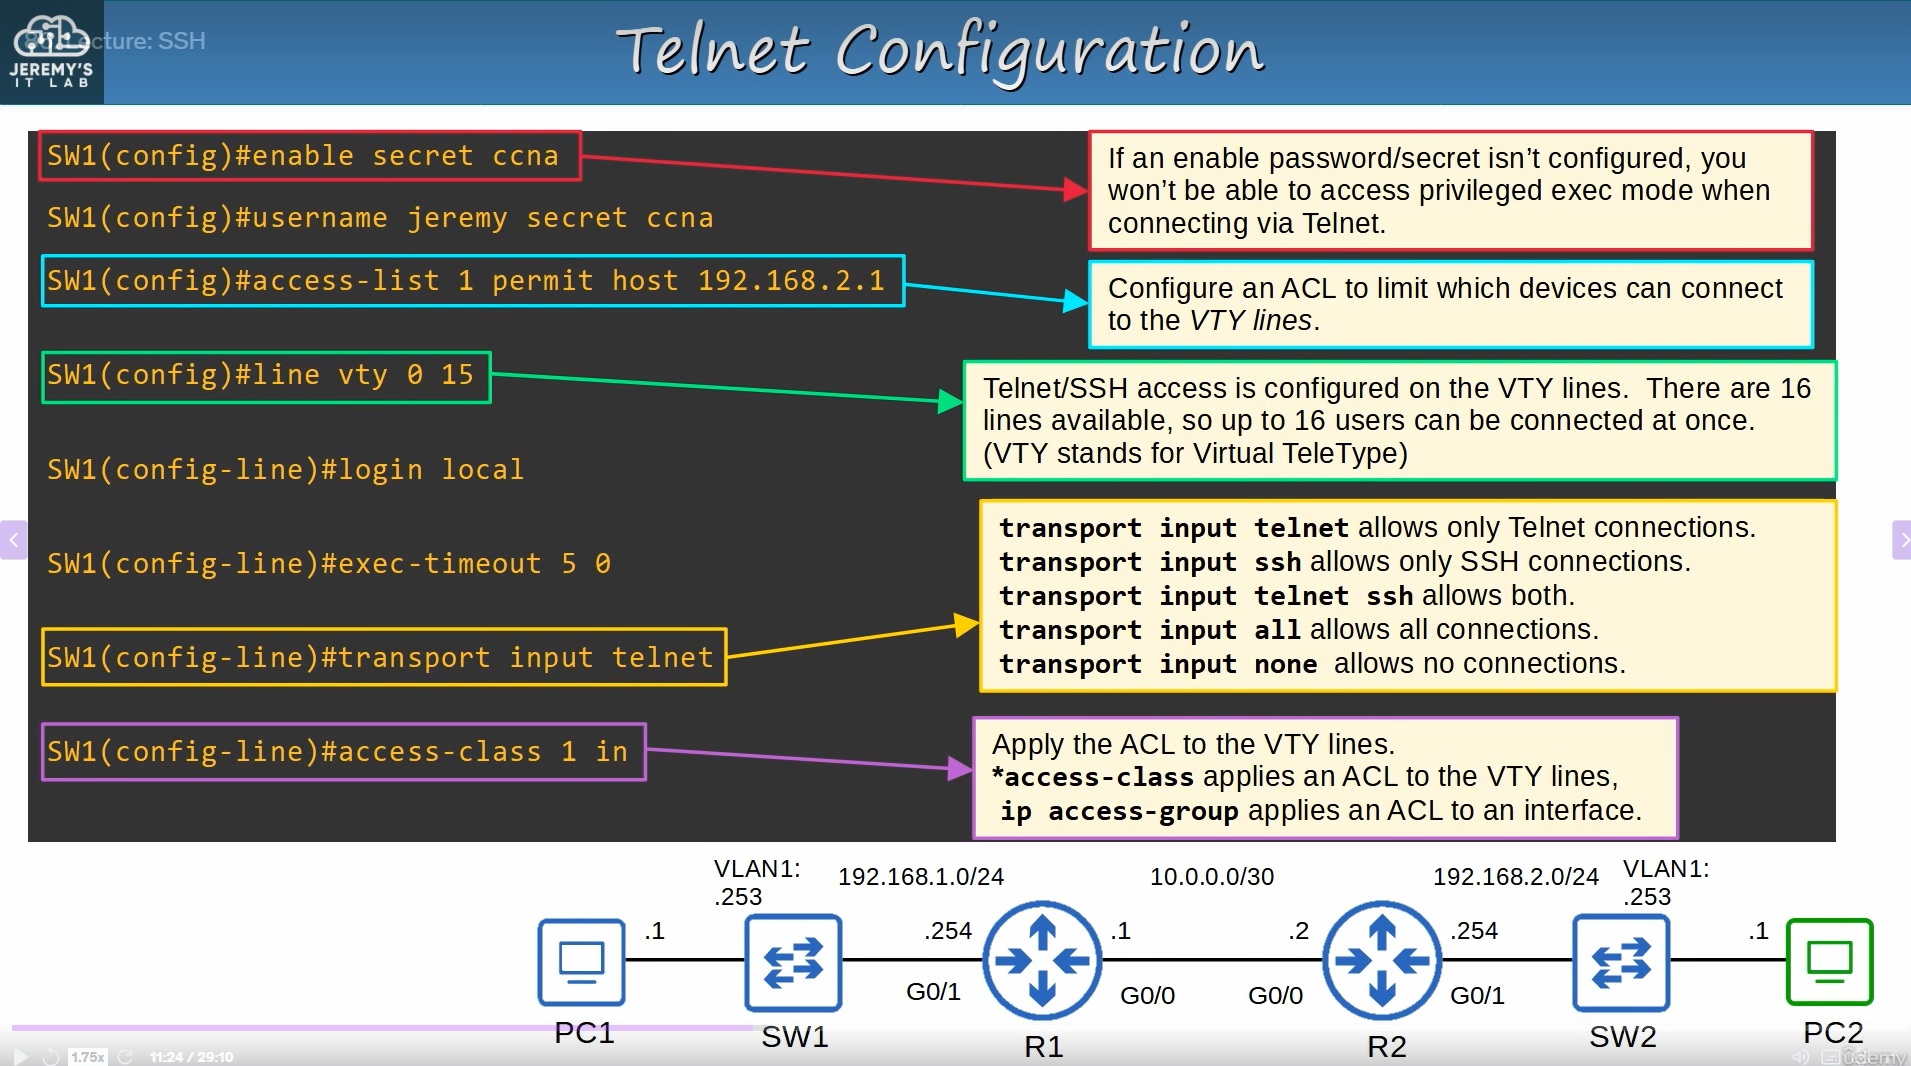 Lecture: SSH
JEREMY'S
IT LAB
Telnet Configuration
SW1(config)#enable secret ccna
If an enable password/secret isn’t configured, you
won’t be able to access privileged exec mode when
connecting via Telnet.
SW1(config)#username jeremy secret ccna
SW1(config)#access-list 1 permit host 192.168.2.1
Configure an ACL to limit which devices can connect
to the VTY lines.
SW1(config)#line vty 0 15
Telnet/SSH access is configured on the VTY lines.  There are 16
lines available, so up to 16 users can be connected at once.
(VTY stands for Virtual TeleType)
SW1(config-line)#login local
SW1(config-line)#exec-timeout 5 0
transport input telnet allows only Telnet connections.
transport input ssh allows only SSH connections.
transport input telnet ssh allows both.
transport input all allows all connections.
transport input none  allows no connections.
SW1(config-line)#transport input telnet
SW1(config-line)#access-class 1 in
Apply the ACL to the VTY lines.
*access-class applies an ACL to the VTY lines,
ip access-group applies an ACL to an interface.
VLAN1:
.253
192.168.1.0/24
10.0.0.0/30
192.168.2.0/24
VLAN1:
.253
.1
.254
.1
.2
.254
.1
G0/1
G0/0
G0/0
G0/1
PC1
SW1
R1
R2
SW2
PC2
1.75x
11:24 / 29:10
ûdemy